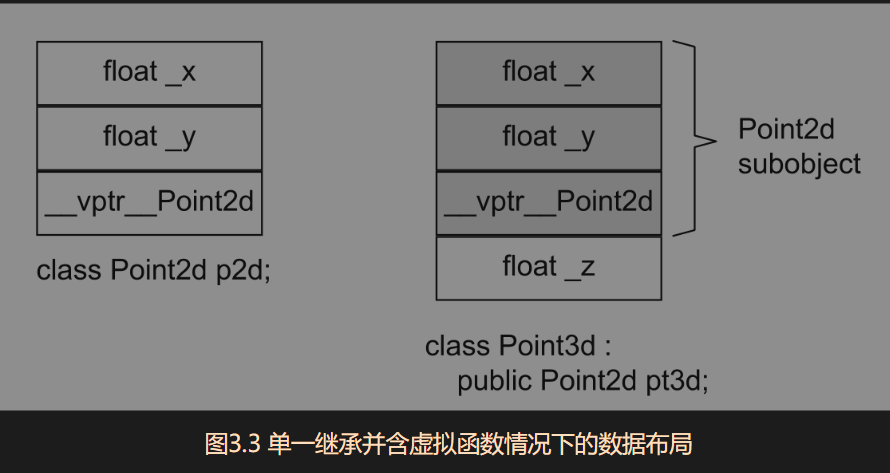 float _x
float _y
__vptr__Point2d
class Point2d p2d;
float _x
float _y
__vptr__Point2d
float _z
Point2d
subobject
class Point3d :
public Point2d pt3d;
图3.3 单一继承并含虚拟函数情况下的数据布局